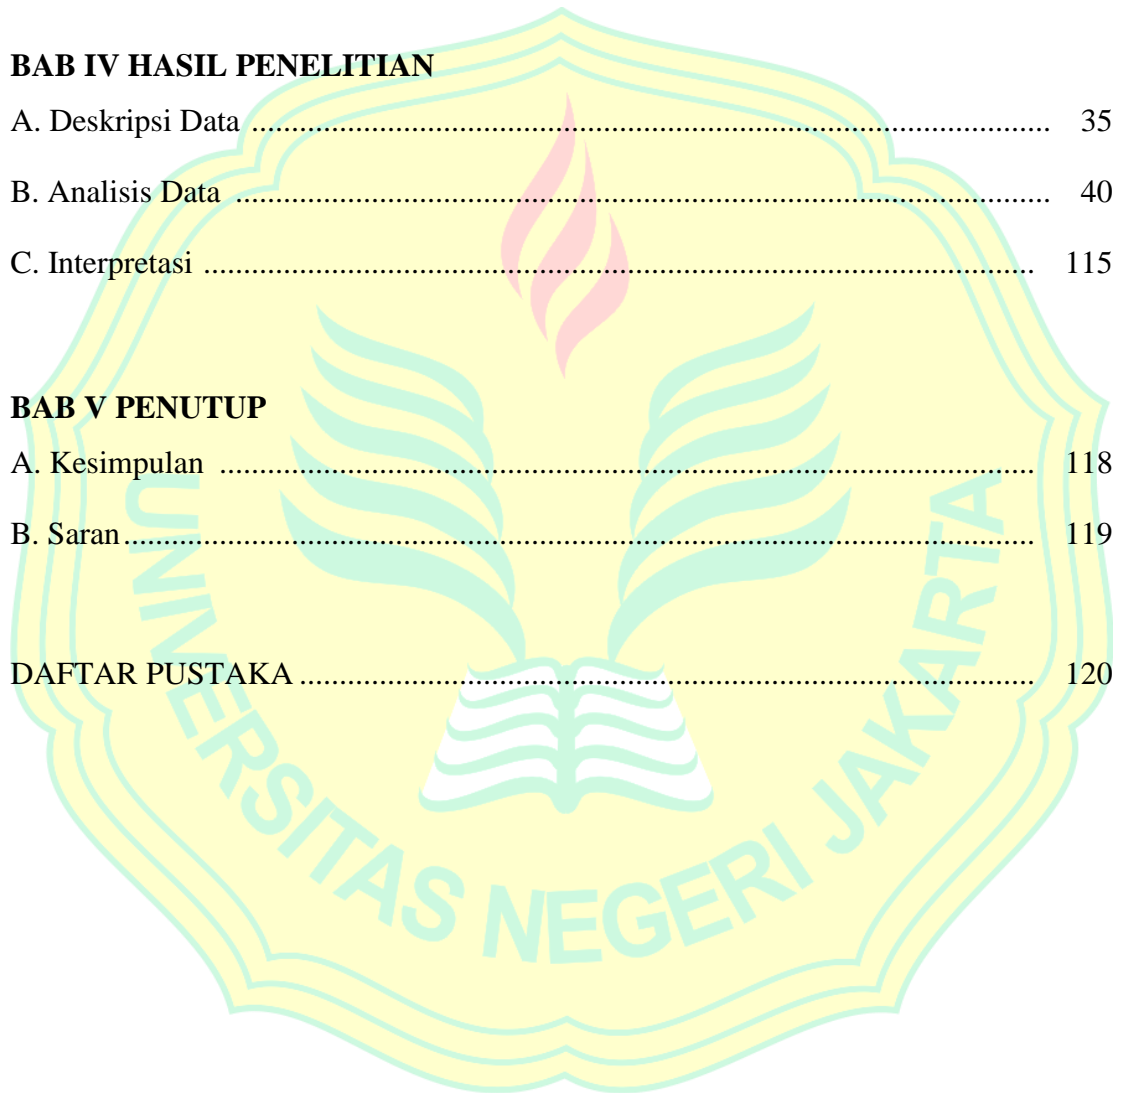 BAB IV HASIL PENELITIAN
A. Deskripsi Data .................................................................................................... 35
B. Analisis Data ...................................................................................................... 40
C. Interpretasi ........................................................................................................ 115
BAB V PENUTUP
A. Kesimpulan ...................................................................................................... 118
B. Saran ................................................................................................................. 119
DAFTAR PUSTAKA ........................................................................................... 120
UNIVERSITAS NEGERI JAKARTA